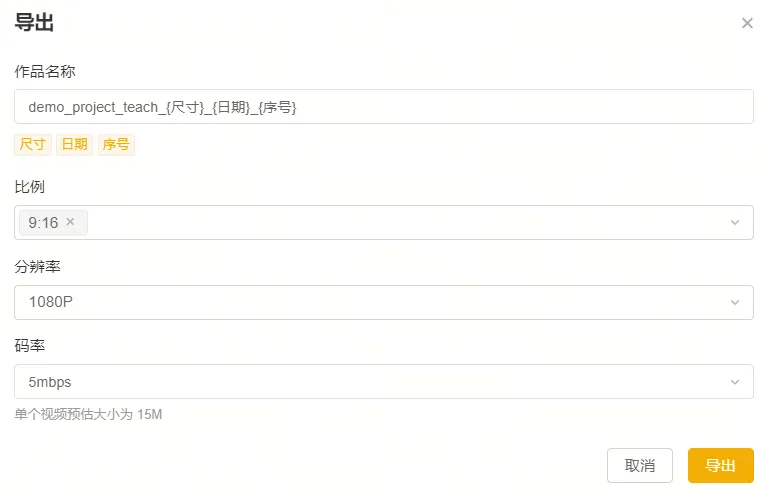 导出
作品名称
demo_project_teach_{尺寸}_{日期}_{序号}
尺寸 日期 序号
比例
9:16
分辨率
1080P
码率
5mbps
单个视频预估大小为 15M
取消 导出